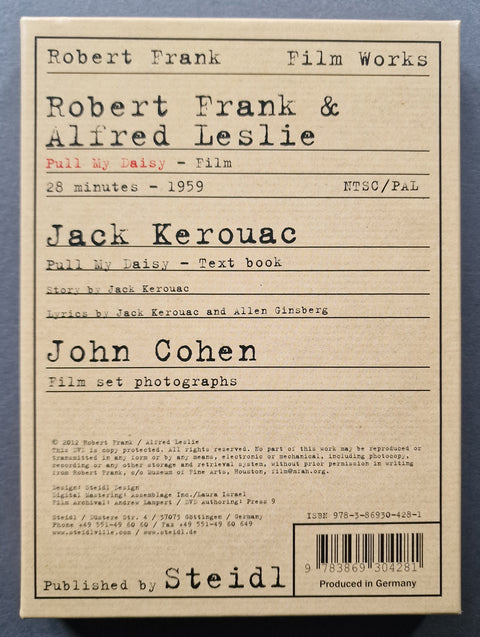 Robert Frank Film Works
Robert Frank &
Alfred Leslie
Pull My Daisy – Film
28 minutes – 1959 NTSC/PAL
Jack Kerouac
Pull My Daisy – Text book
Story by Jack Kerouac
Lyrics by Jack Kerouac and Allen Ginsberg
John Cohen
Film set photographs
© 2012 Robert Frank / Alfred Leslie
This DVD is copy protected. All rights reserved. No part of this work may be reproduced or
transmitted in any form or by any means, electronic or mechanical, including photocopy,
recording or any other storage and retrieval system, without prior permission in writing
from Robert Frank, c/o Museum of Fine Arts, Houston, film@mfah.org.
Design: Steidl Design
Digital Mastering: Assemblage Inc./Laura Israel
Film Archive: Andrew Lampert / DVD Authoring: Press 9
Steidl / Düstere Str. 4 / 37073 Göttingen / Germany
Phone +49 551-49 60 60 / Fax +49 551-49 60 649
www.steidlville.com / www.steidl.de
ISBN 978-3-86930-428-1
9 783869 304281
Produced in Germany
Published by Steidl